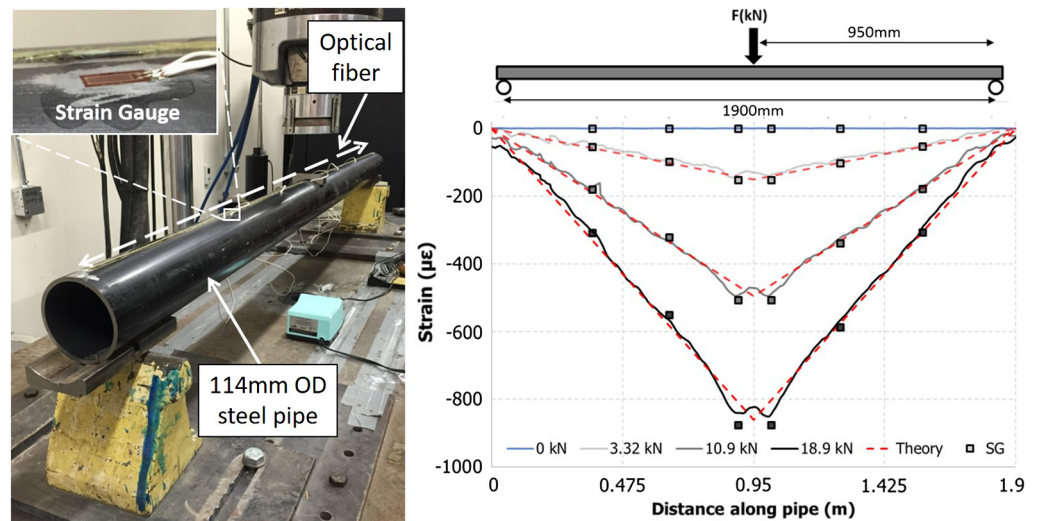 Strain Gauge
Optical
fiber
114mm OD
steel pipe
F(kN)
950mm
1900mm
Strain (µε)
0
-200
-400
-600
-800
-1000
0 kN
3.32 kN
10.9 kN
18.9 kN
Theory
SG
0
0.475
0.95
1.425
1.9
Distance along pipe (m)